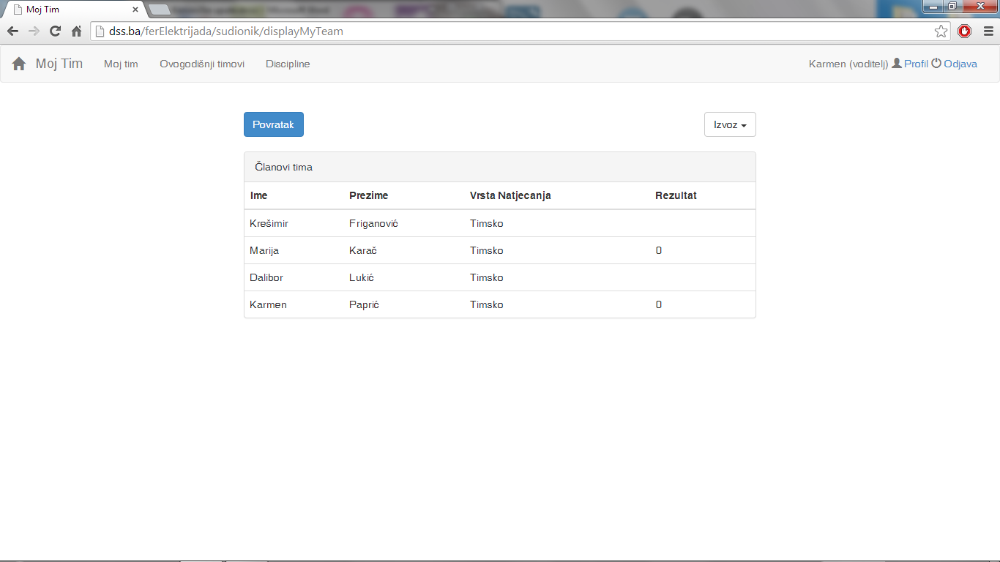 Moj Tim
dss.ba/ferElektrijada/sudionik/displayMyTeam
Moj Tim Moj tim Ovogodišnji timovi Discipline Karmen (voditelj) Profil Odjava
Povratak Izvoz
Članovi tima
Ime Prezime Vrsta Natjecanja Rezultat
Krešimir Friganović Timsko
Marija Karač Timsko 0
Dalibor Lukić Timsko
Karmen Paprić Timsko 0